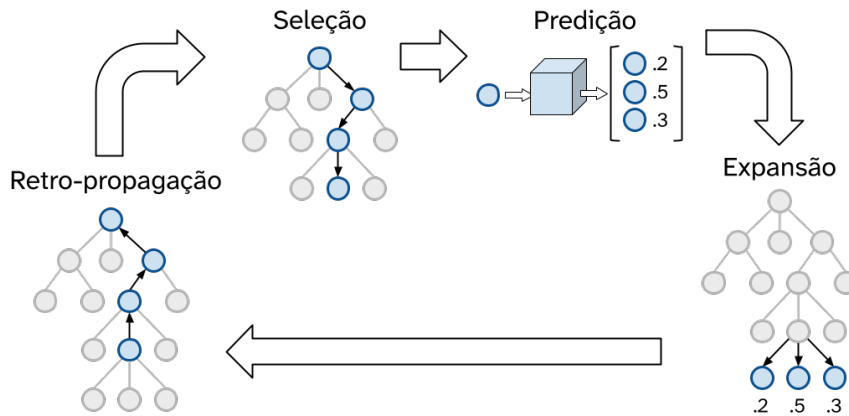 Seleção
Predição
.2
.5
.3
Retro-propagação
Expansão
.2 .5 .3